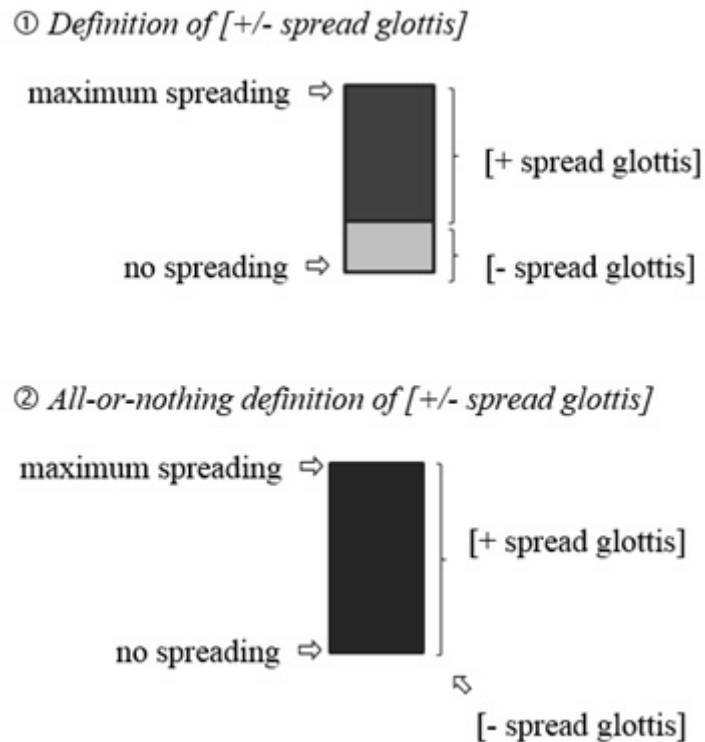 ① Definition of [+/- spread glottis]
maximum spreading ⇨
[+ spread glottis]
no spreading ⇨
[- spread glottis]
② All-or-nothing definition of [+/- spread glottis]
maximum spreading ⇨
[+ spread glottis]
no spreading ⇨
[- spread glottis]